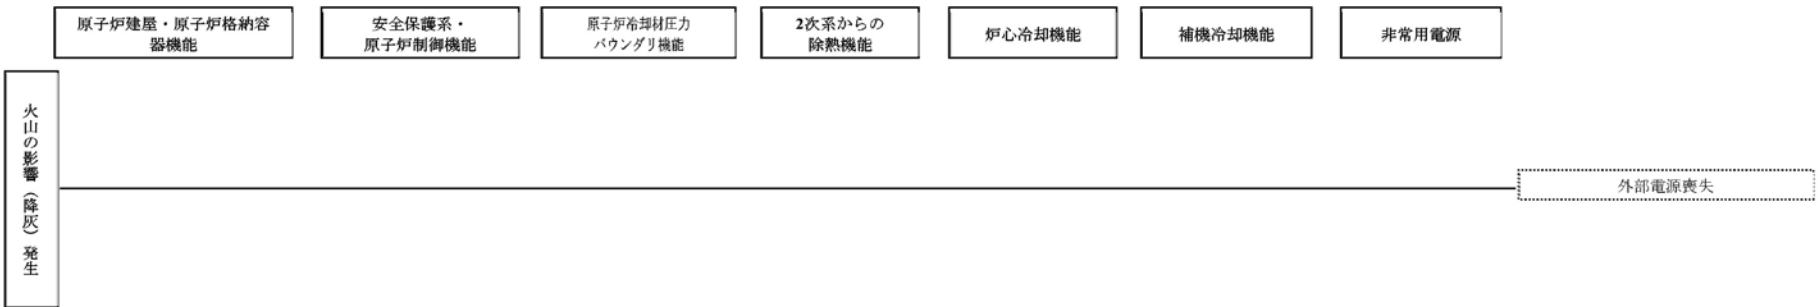 原子炉建屋・原子炉格納容
器機能
安全保護系・
原子炉制御機能
原子炉冷却材圧力
バウンダリ機能
2次系からの
除熱機能
炉心冷却機能
補機冷却機能
非常用電源
火山の影響（降灰）発生
外部電源喪失